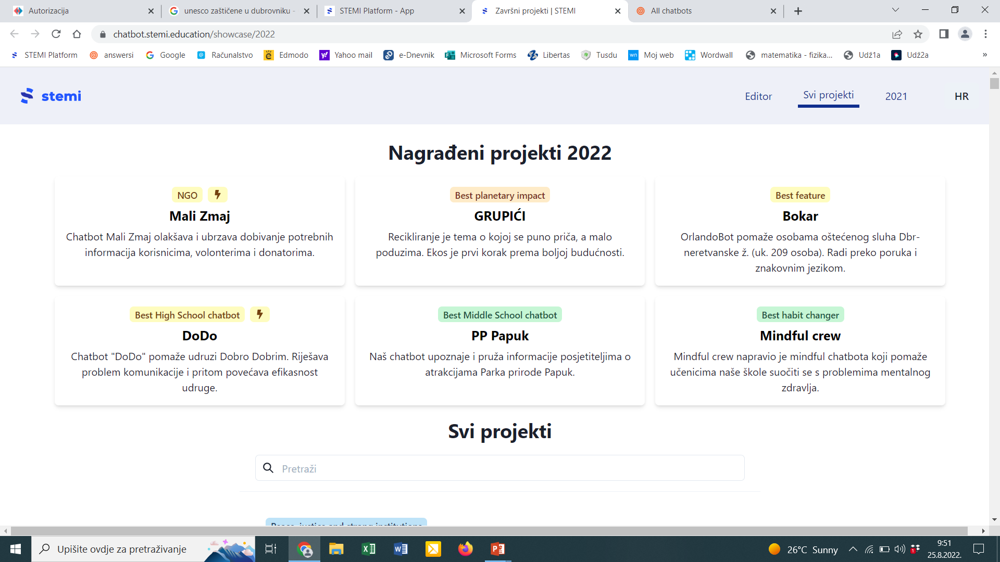 Autorizacija
unesco zaštićene u dubrovniku -
STEMI Platform - App
Završni projekti | STEMI
All chatbots
chatbot.stemi.education/showcase/2022
STEMI Platform
answersi
Google
Računalstvo
Edmodo
Yahoo mail
e-Dnevnik
Microsoft Forms
Libertas
Tusdu
Moj web
Wordwall
matematika - fizika...
Udž1a
Udž2a
»
stemi
Editor
Svi projekti
2021
HR
Nagrađeni projekti 2022
NGO
Mali Zmaj
Chatbot Mali Zmaj olakšava i ubrzava dobivanje potrebnih
informacija korisnicima, volonterima i donatorima.
Best planetary impact
GRUPIĆI
Recikliranje je tema o kojoj se puno priča, a malo
poduzima. Ekos je prvi korak prema boljoj budućnosti.
Best feature
Bokar
OrlandoBot pomaže osobama oštećenog sluha Dbr-
neretvanske ž. (uk. 209 osoba). Radi preko poruka i
znakovnim jezikom.
Best High School chatbot
DoDo
Chatbot "DoDo" pomaže udruzi Dobro Dobrim. Riješava
problem komunikacije i pritom povećava efikasnost
udruge.
Best Middle School chatbot
PP Papuk
Naš chatbot upoznaje i pruža informacije posjetiteljima o
atrakcijama Parka prirode Papuk.
Best habit changer
Mindful crew
Mindful crew napravio je mindful chatbota koji pomaže
učenicima naše škole suočiti se s problemima mentalnog
zdravlja.
Svi projekti
Pretraži
Peace, justice and strong institutions
Upišite ovdje za pretraživanje
26°C Sunny
9:51
25.8.2022.